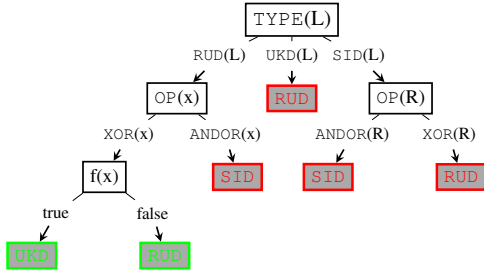 TYPE(L)
RUD(L) UKD(L) SID(L)
OP(x) RUD OP(R)
XOR(x) ANDOR(x) ANDOR(R) XOR(R)
f(x) SID SID RUD
true false
UKD RUD